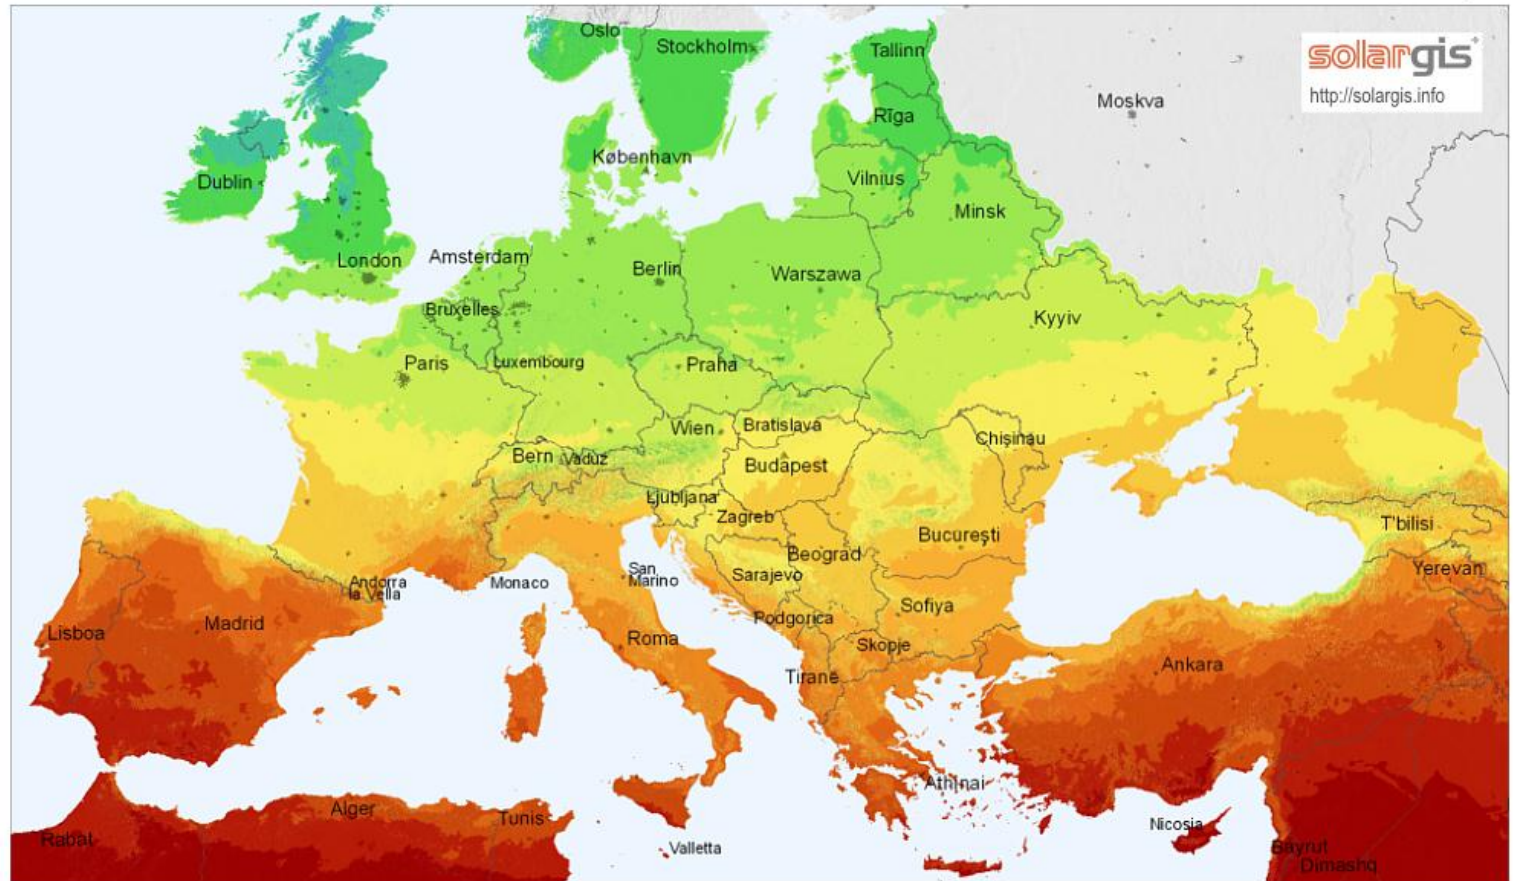 Oslo
Stockholm
Tallinn
solargis
http://solargis.info
Moskva
Rīga
København
Vilnius
Dublin
Minsk
London
Amsterdam
Berlin
Warszawa
Bruxelles
Kyyiv
Paris
Luxembourg
Praha
Wien
Bratislava
Chişinau
Bern
Vaduz
Budapest
Ljubljana
Zagreb
T'bilisi
Bucureşti
Beograd
Yerevan
San
Marino
Sarajevo
Monaco
Andorra
la Vella
Sofiya
Podgorica
Madrid
Lisboa
Roma
Skopje
Ankara
Tirane
Athinai
Alger
Tunis
Nicosia
Rabat
Valletta
Bayrut
Dimashq